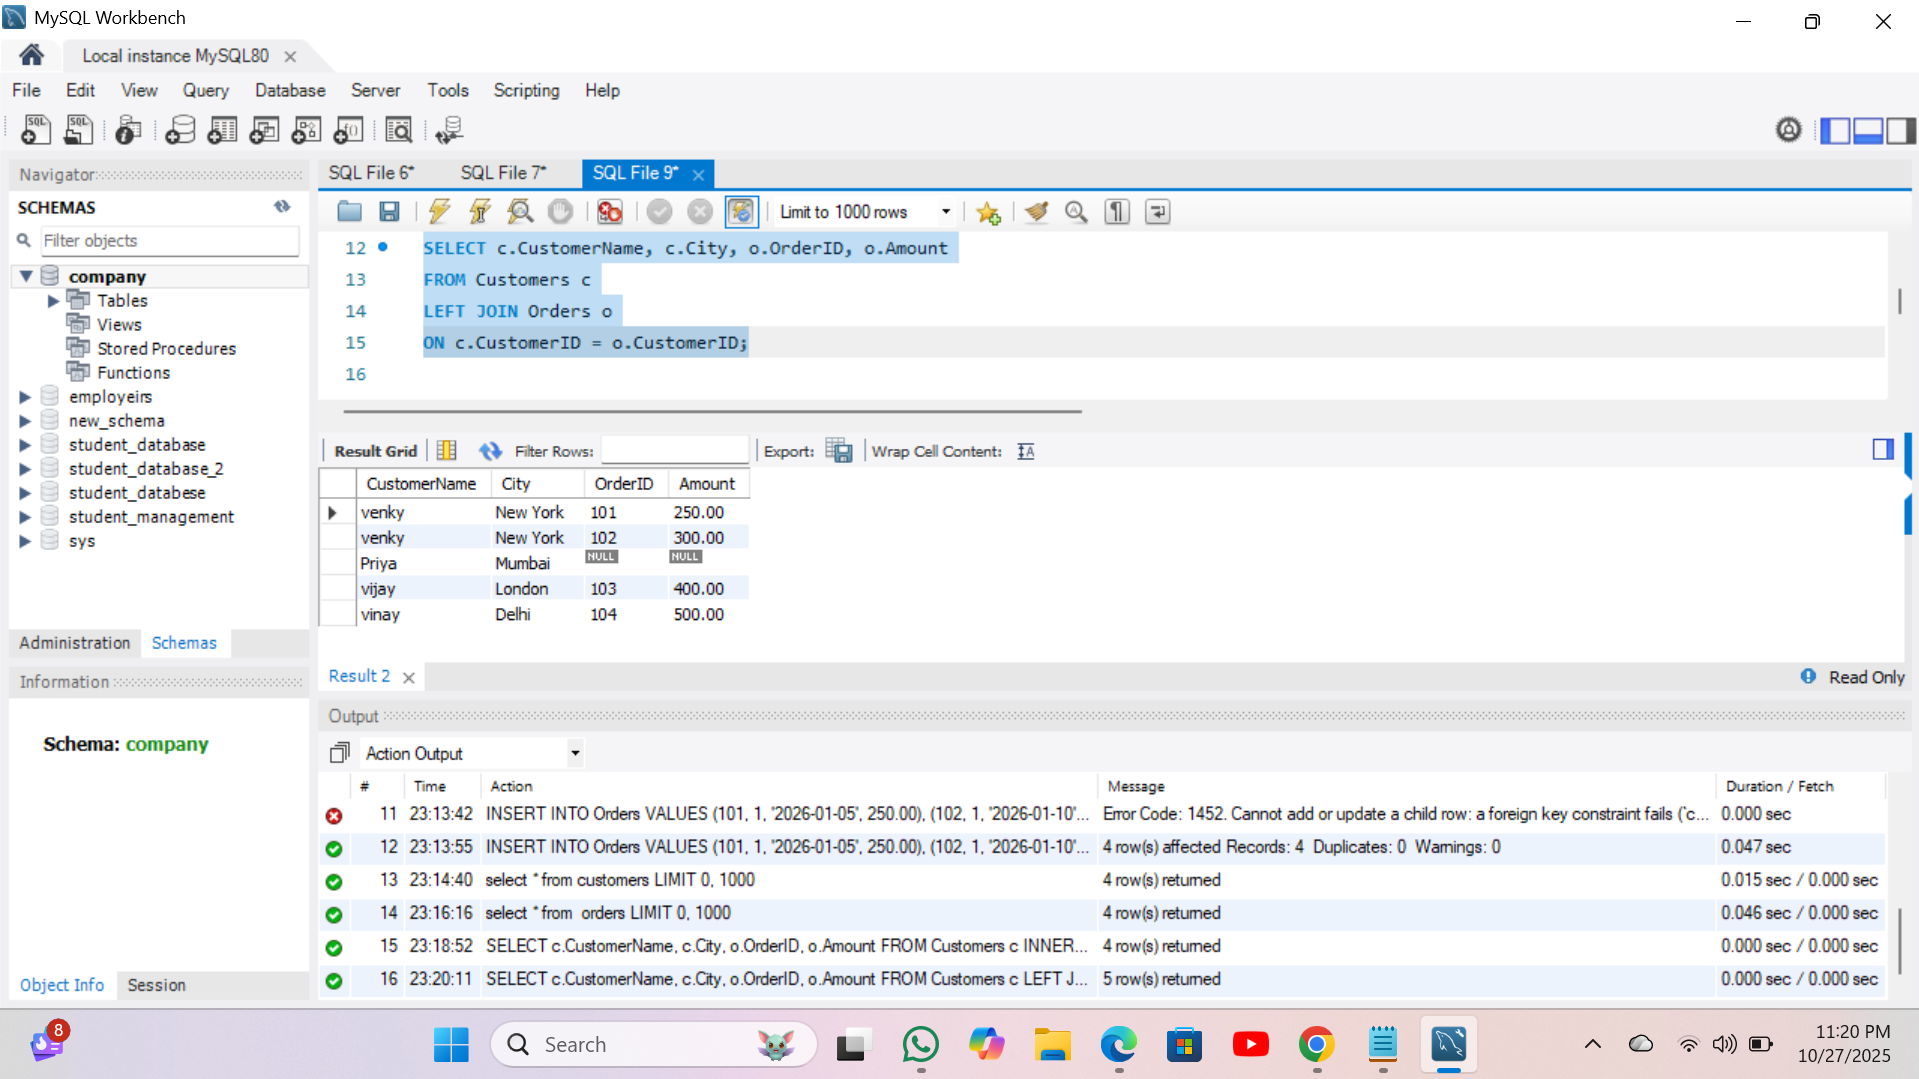 MySQL Workbench
Local instance MySQL80
File Edit View Query Database Server Tools Scripting Help
Navigator
SQL File 6* SQL File 7* SQL File 9*
SCHEMAS
Filter objects
Limit to 1000 rows
company
Tables
Views
Stored Procedures
Functions
employeirs
new_schema
student_database
student_database_2
student_databese
student_management
sys
12 SELECT c.CustomerName, c.City, o.OrderID, o.Amount
13 FROM Customers c
14 LEFT JOIN Orders o
15 ON c.CustomerID = o.CustomerID;
16
Result Grid Filter Rows: Export: Wrap Cell Content:
CustomerName City OrderID Amount
venky New York 101 250.00
venky New York 102 300.00
Priya Mumbai NULL NULL
vijay London 103 400.00
vinay Delhi 104 500.00
Administration Schemas
Result 2 Read Only
Information
Schema: company
Output
Action Output
# Time Action Message Duration / Fetch
11 23:13:42 INSERT INTO Orders VALUES (101, 1, '2026-01-05', 250.00), (102, 1, '2026-01-10'... Error Code: 1452. Cannot add or update a child row: a foreign key constraint fails (`c... 0.000 sec
12 23:13:55 INSERT INTO Orders VALUES (101, 1, '2026-01-05', 250.00), (102, 1, '2026-01-10'... 4 row(s) affected Records: 4 Duplicates: 0 Warnings: 0 0.047 sec
13 23:14:40 select * from customers LIMIT 0, 1000 4 row(s) returned 0.015 sec / 0.000 sec
14 23:16:16 select * from orders LIMIT 0, 1000 4 row(s) returned 0.046 sec / 0.000 sec
15 23:18:52 SELECT c.CustomerName, c.City, o.OrderID, o.Amount FROM Customers c INNER... 4 row(s) returned 0.000 sec / 0.000 sec
16 23:20:11 SELECT c.CustomerName, c.City, o.OrderID, o.Amount FROM Customers c LEFT J... 5 row(s) returned 0.000 sec / 0.000 sec
Object Info Session
8
Search
11:20 PM
10/27/2025